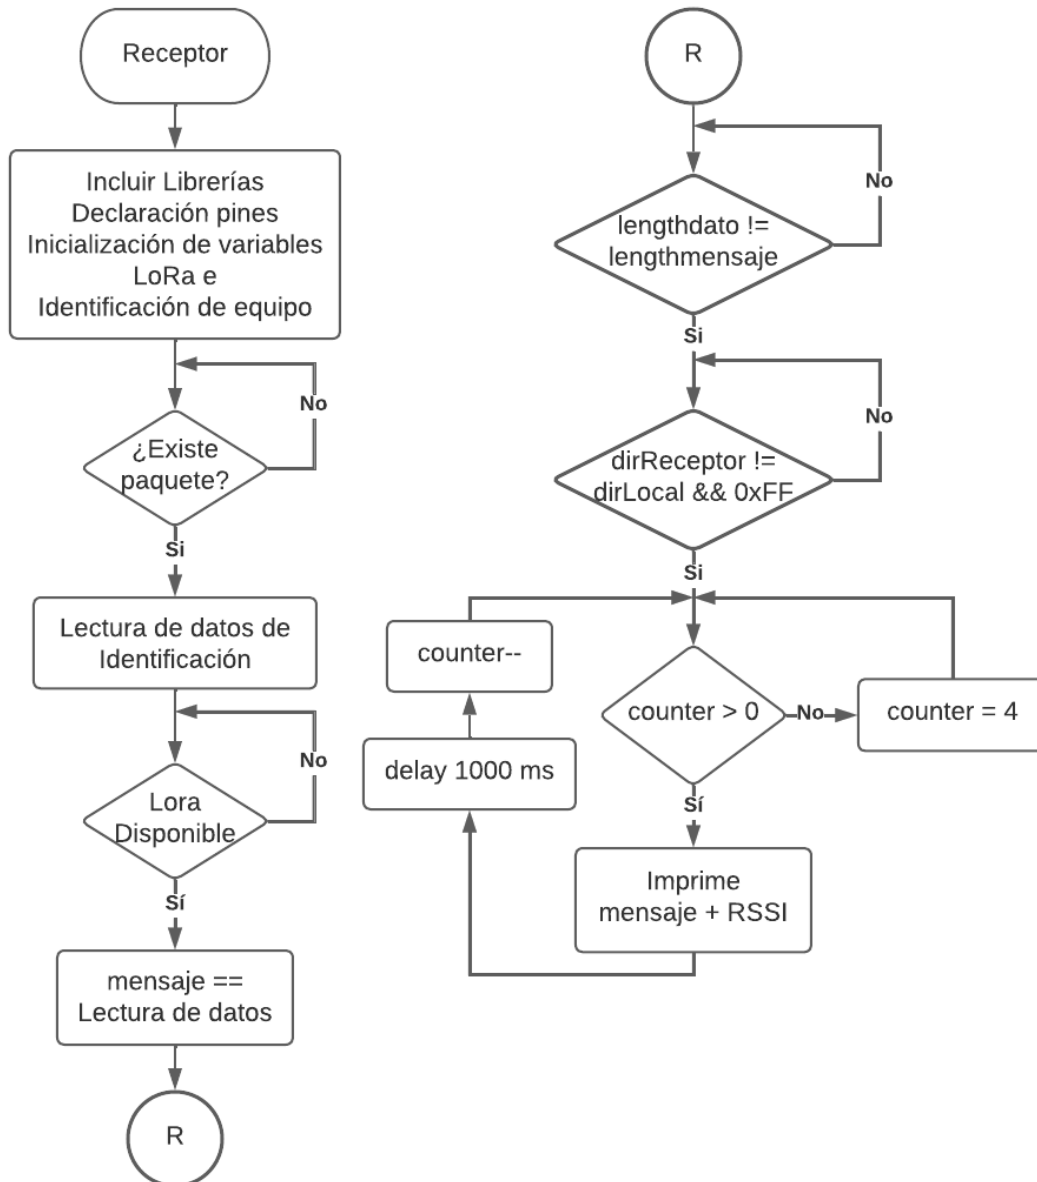 Receptor
Incluir Librerías
Declaración pines
Inicialización de variables
LoRa e
Identificación de equipo
No
¿Existe
paquete?
Si
Lectura de datos de
Identificación
No
Lora
Disponible
Sí
mensaje ==
Lectura de datos
R
R
No
lengthdato !=
lengthmensaje
Si
No
dirReceptor !=
dirLocal && 0xFF
Si
counter--
counter > 0
No
counter = 4
delay 1000 ms
Sí
Imprime
mensaje + RSSI